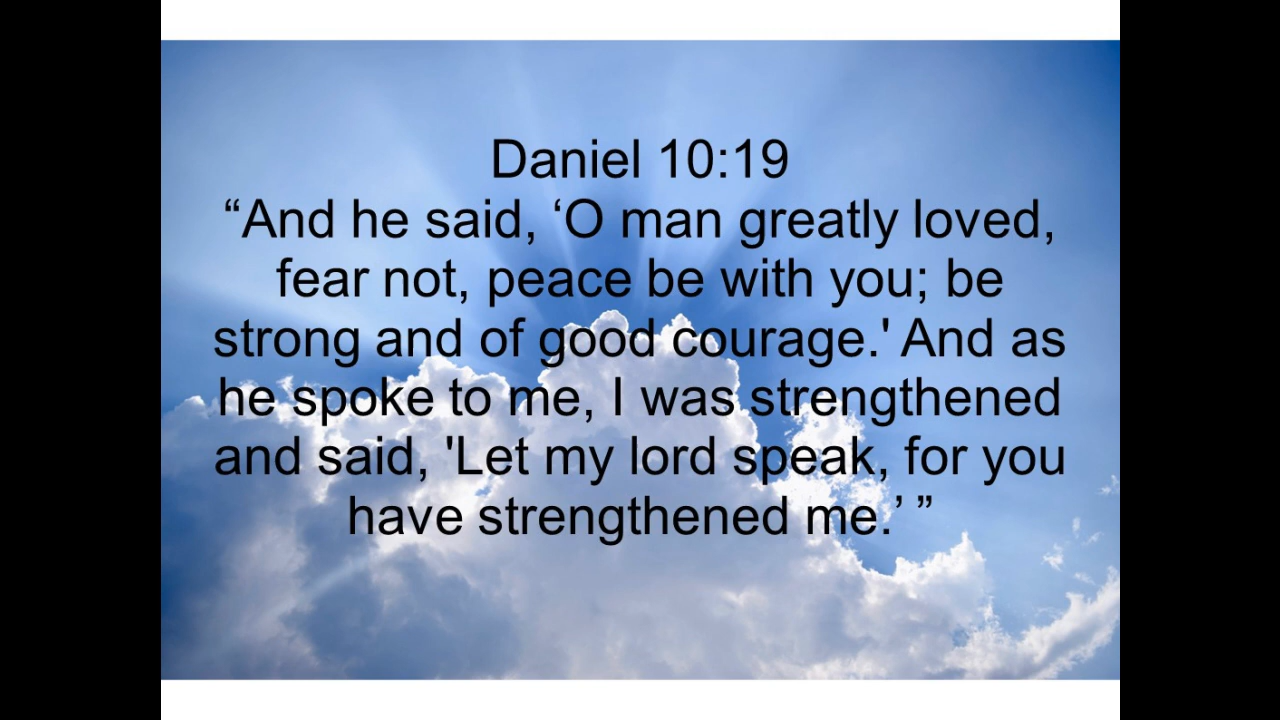 Daniel 10:19
“And he said, ‘O man greatly loved,
fear not, peace be with you; be
strong and of good courage.' And as
he spoke to me, I was strengthened
and said, 'Let my lord speak, for you
have strengthened me.’ ”